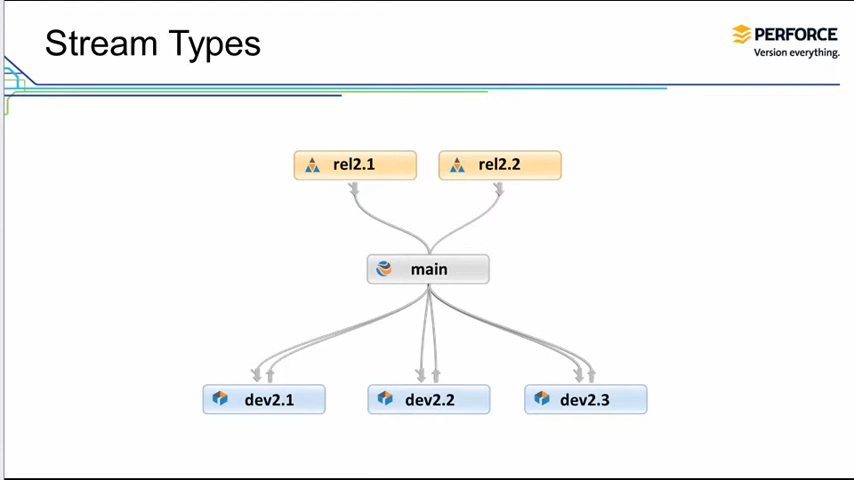 Stream Types
PERFORCE
Version everything.
rel2.1
rel2.2
main
dev2.1
dev2.2
dev2.3